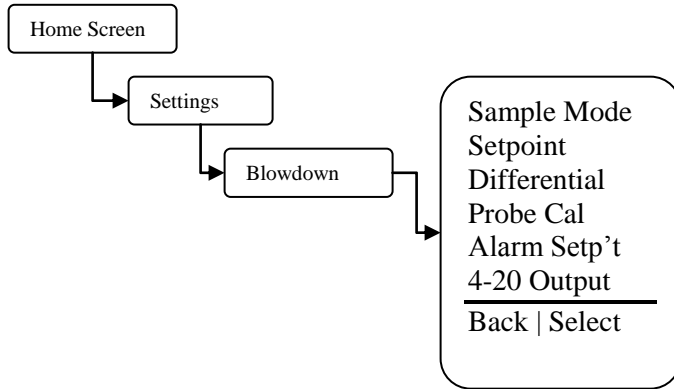 Home Screen
Settings
Blowdown
Sample Mode
Setpoint
Differential
Probe Cal
Alarm Setp’t
4-20 Output
Back | Select